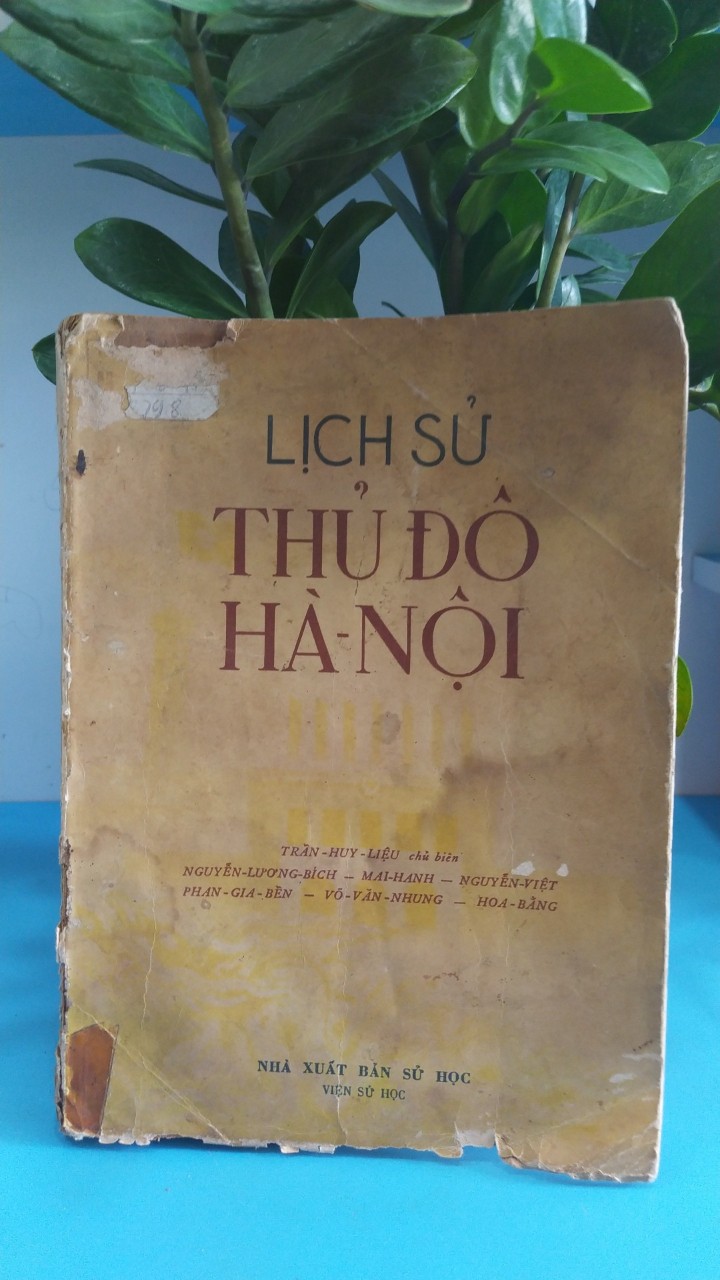 298
LỊCH SỬ
THỦ ĐÔ
HÀ-NỘI
TRẦN-HUY-LIỆU chủ biên
NGUYỄN-LƯƠNG-BÍCH — MAI-HANH — NGUYỄN-VIỆT
PHAN-GIA-BỀN — VÕ-VĂN-NHUNG — HOA-BẰNG
NHÀ XUẤT BẢN SỬ HỌC
VIỆN SỬ HỌC